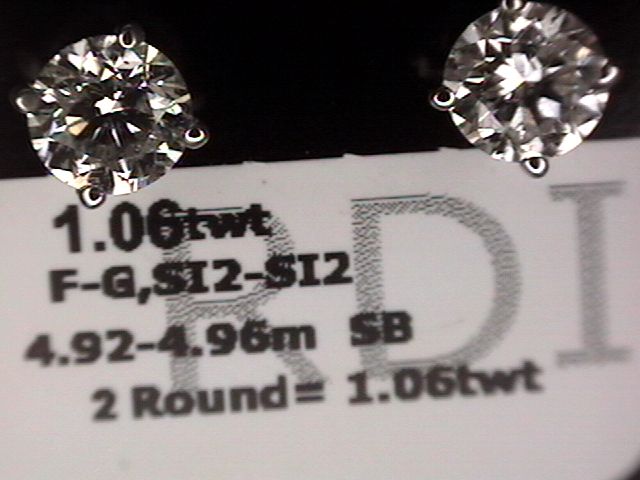 1.06twt
F-G,SI2-SI2
4.92-4.96m SB
2 Round= 1.06twt
RDI